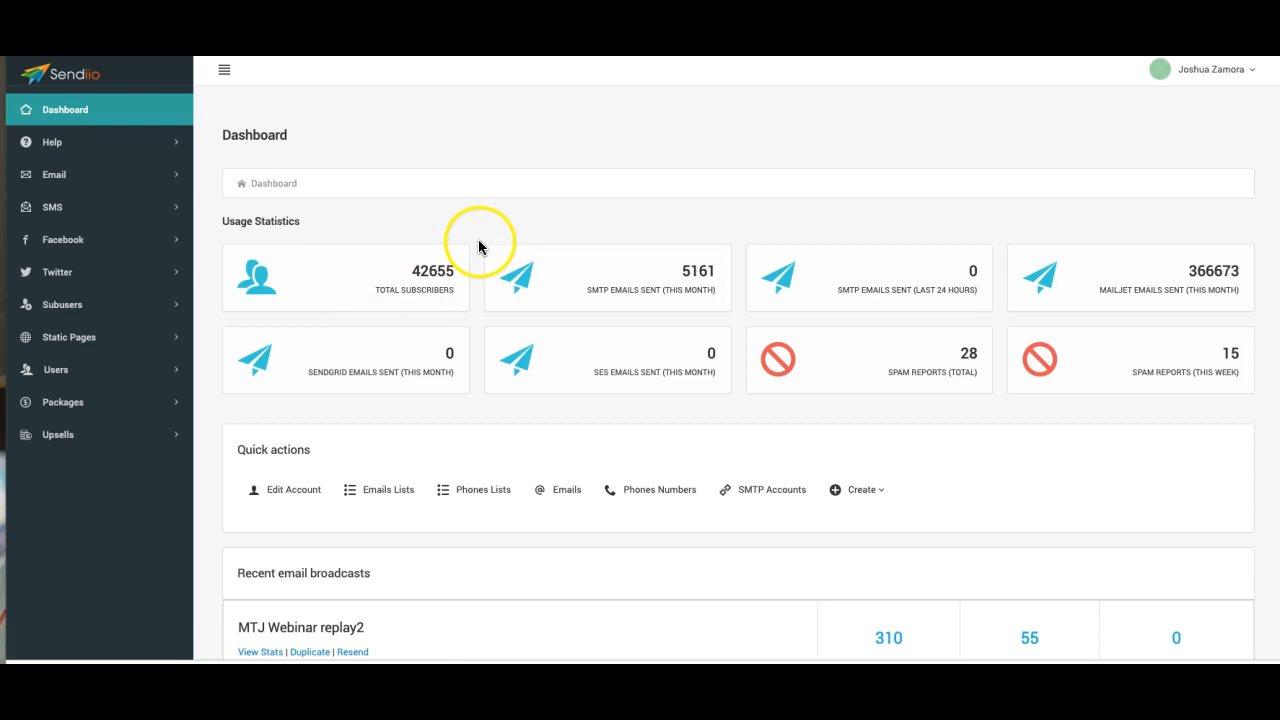 Sendiio
Joshua Zamora
Dashboard
Help
Email
SMS
Facebook
Twitter
Subusers
Static Pages
Users
Packages
Upsells
Dashboard
Dashboard
Usage Statistics
42655
TOTAL SUBSCRIBERS
5161
SMTP EMAILS SENT (THIS MONTH)
0
SMTP EMAILS SENT (LAST 24 HOURS)
366673
MAILJET EMAILS SENT (THIS MONTH)
0
SENDGRID EMAILS SENT (THIS MONTH)
0
SES EMAILS SENT (THIS MONTH)
28
SPAM REPORTS (TOTAL)
15
SPAM REPORTS (THIS WEEK)
Quick actions
Edit Account Emails Lists Phones Lists Emails Phones Numbers SMTP Accounts Create
Recent email broadcasts
MTJ Webinar replay2
310 55 0
View Stats | Duplicate | Resend